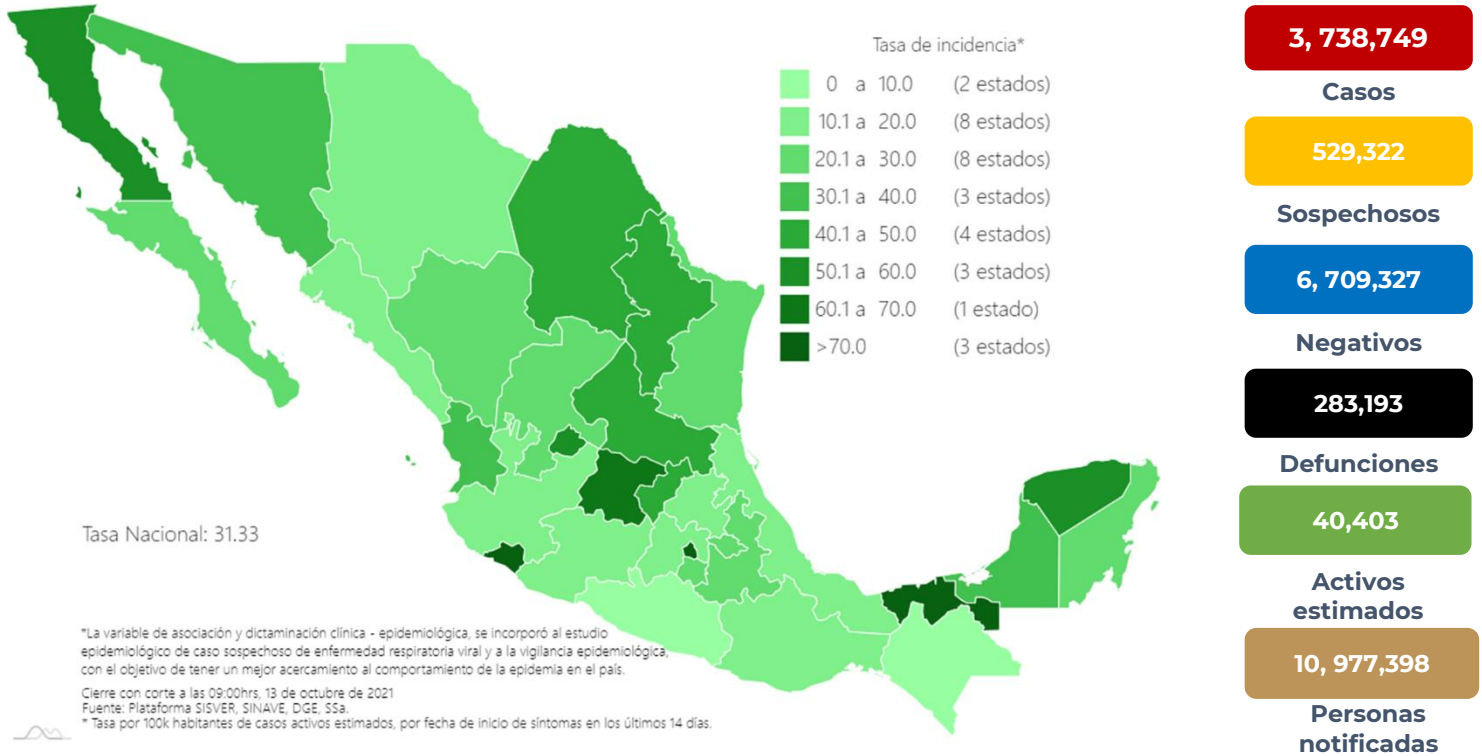 Tasa de incidencia*
0 a 10.0 (2 estados)
10.1 a 20.0 (8 estados)
20.1 a 30.0 (8 estados)
30.1 a 40.0 (3 estados)
40.1 a 50.0 (4 estados)
50.1 a 60.0 (3 estados)
60.1 a 70.0 (1 estado)
>70.0 (3 estados)
Tasa Nacional: 31.33
*La variable de asociación y dictaminación clínica - epidemiológica, se incorporó al estudio
epidemiológico de caso sospechoso de enfermedad respiratoria viral y a la vigilancia epidemiológica,
con el objetivo de tener un mejor acercamiento al comportamiento de la epidemia en el país.
Cierre con corte a las 09:00hrs, 13 de octubre de 2021
Fuente: Plataforma SISVER, SINAVE, DGE, SSa.
* Tasa por 100k habitantes de casos activos estimados, por fecha de inicio de síntomas en los últimos 14 días.
3, 738,749
Casos
529,322
Sospechosos
6, 709,327
Negativos
283,193
Defunciones
40,403
Activos
estimados
10, 977,398
Personas
notificadas